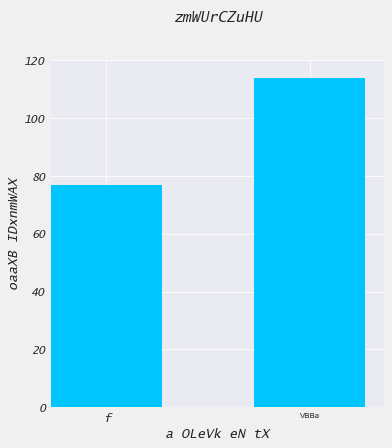 zmWUrCZuHU
120
100
80
60
40
20
0
oaaXB IDxnmWAX
f
VBBa
a OLeVk eN tX